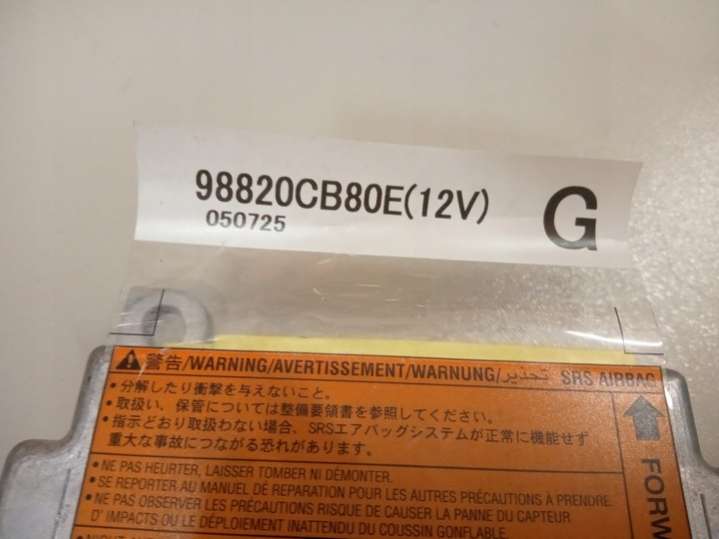 98820CB80E(12V)
050725
G
警告/WARNING/AVERTISSEMENT/WARNUNG/تحذير SRS AIRBAG
•分解したり衝撃を与えないこと。
•取扱い、保管については整備要領書を参照してください。
•指示どおり取扱わない場合、SRSエアバッグシステムが正常に機能せず
重大な事故につながる恐れがあります。
•NE PAS HEURTER, LAISSER TOMBER NI DÉMONTER.
•SE REPORTER AU MANUEL DE RÉPARATION POUR LES AUTRES PRÉCAUTIONS À PRENDRE.
•NE PAS OBSERVER LES PRÉCAUTIONS RISQUE DE CAUSER LA PANNE DU CAPTEUR
D' IMPACTS OU LE DÉPLOIEMENT INATTENDU DU COUSSIN GONFLABLE.
FORW